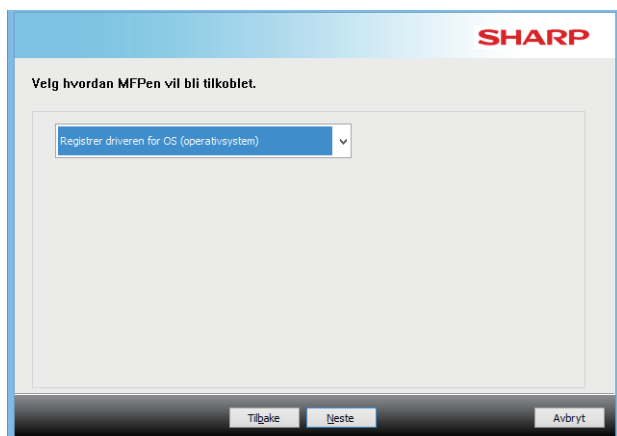 SHARP
Velg hvordan MFPen vil bli tilkoblet.
Registrer driveren for OS (operativsystem)
Tilbake Neste Avbryt